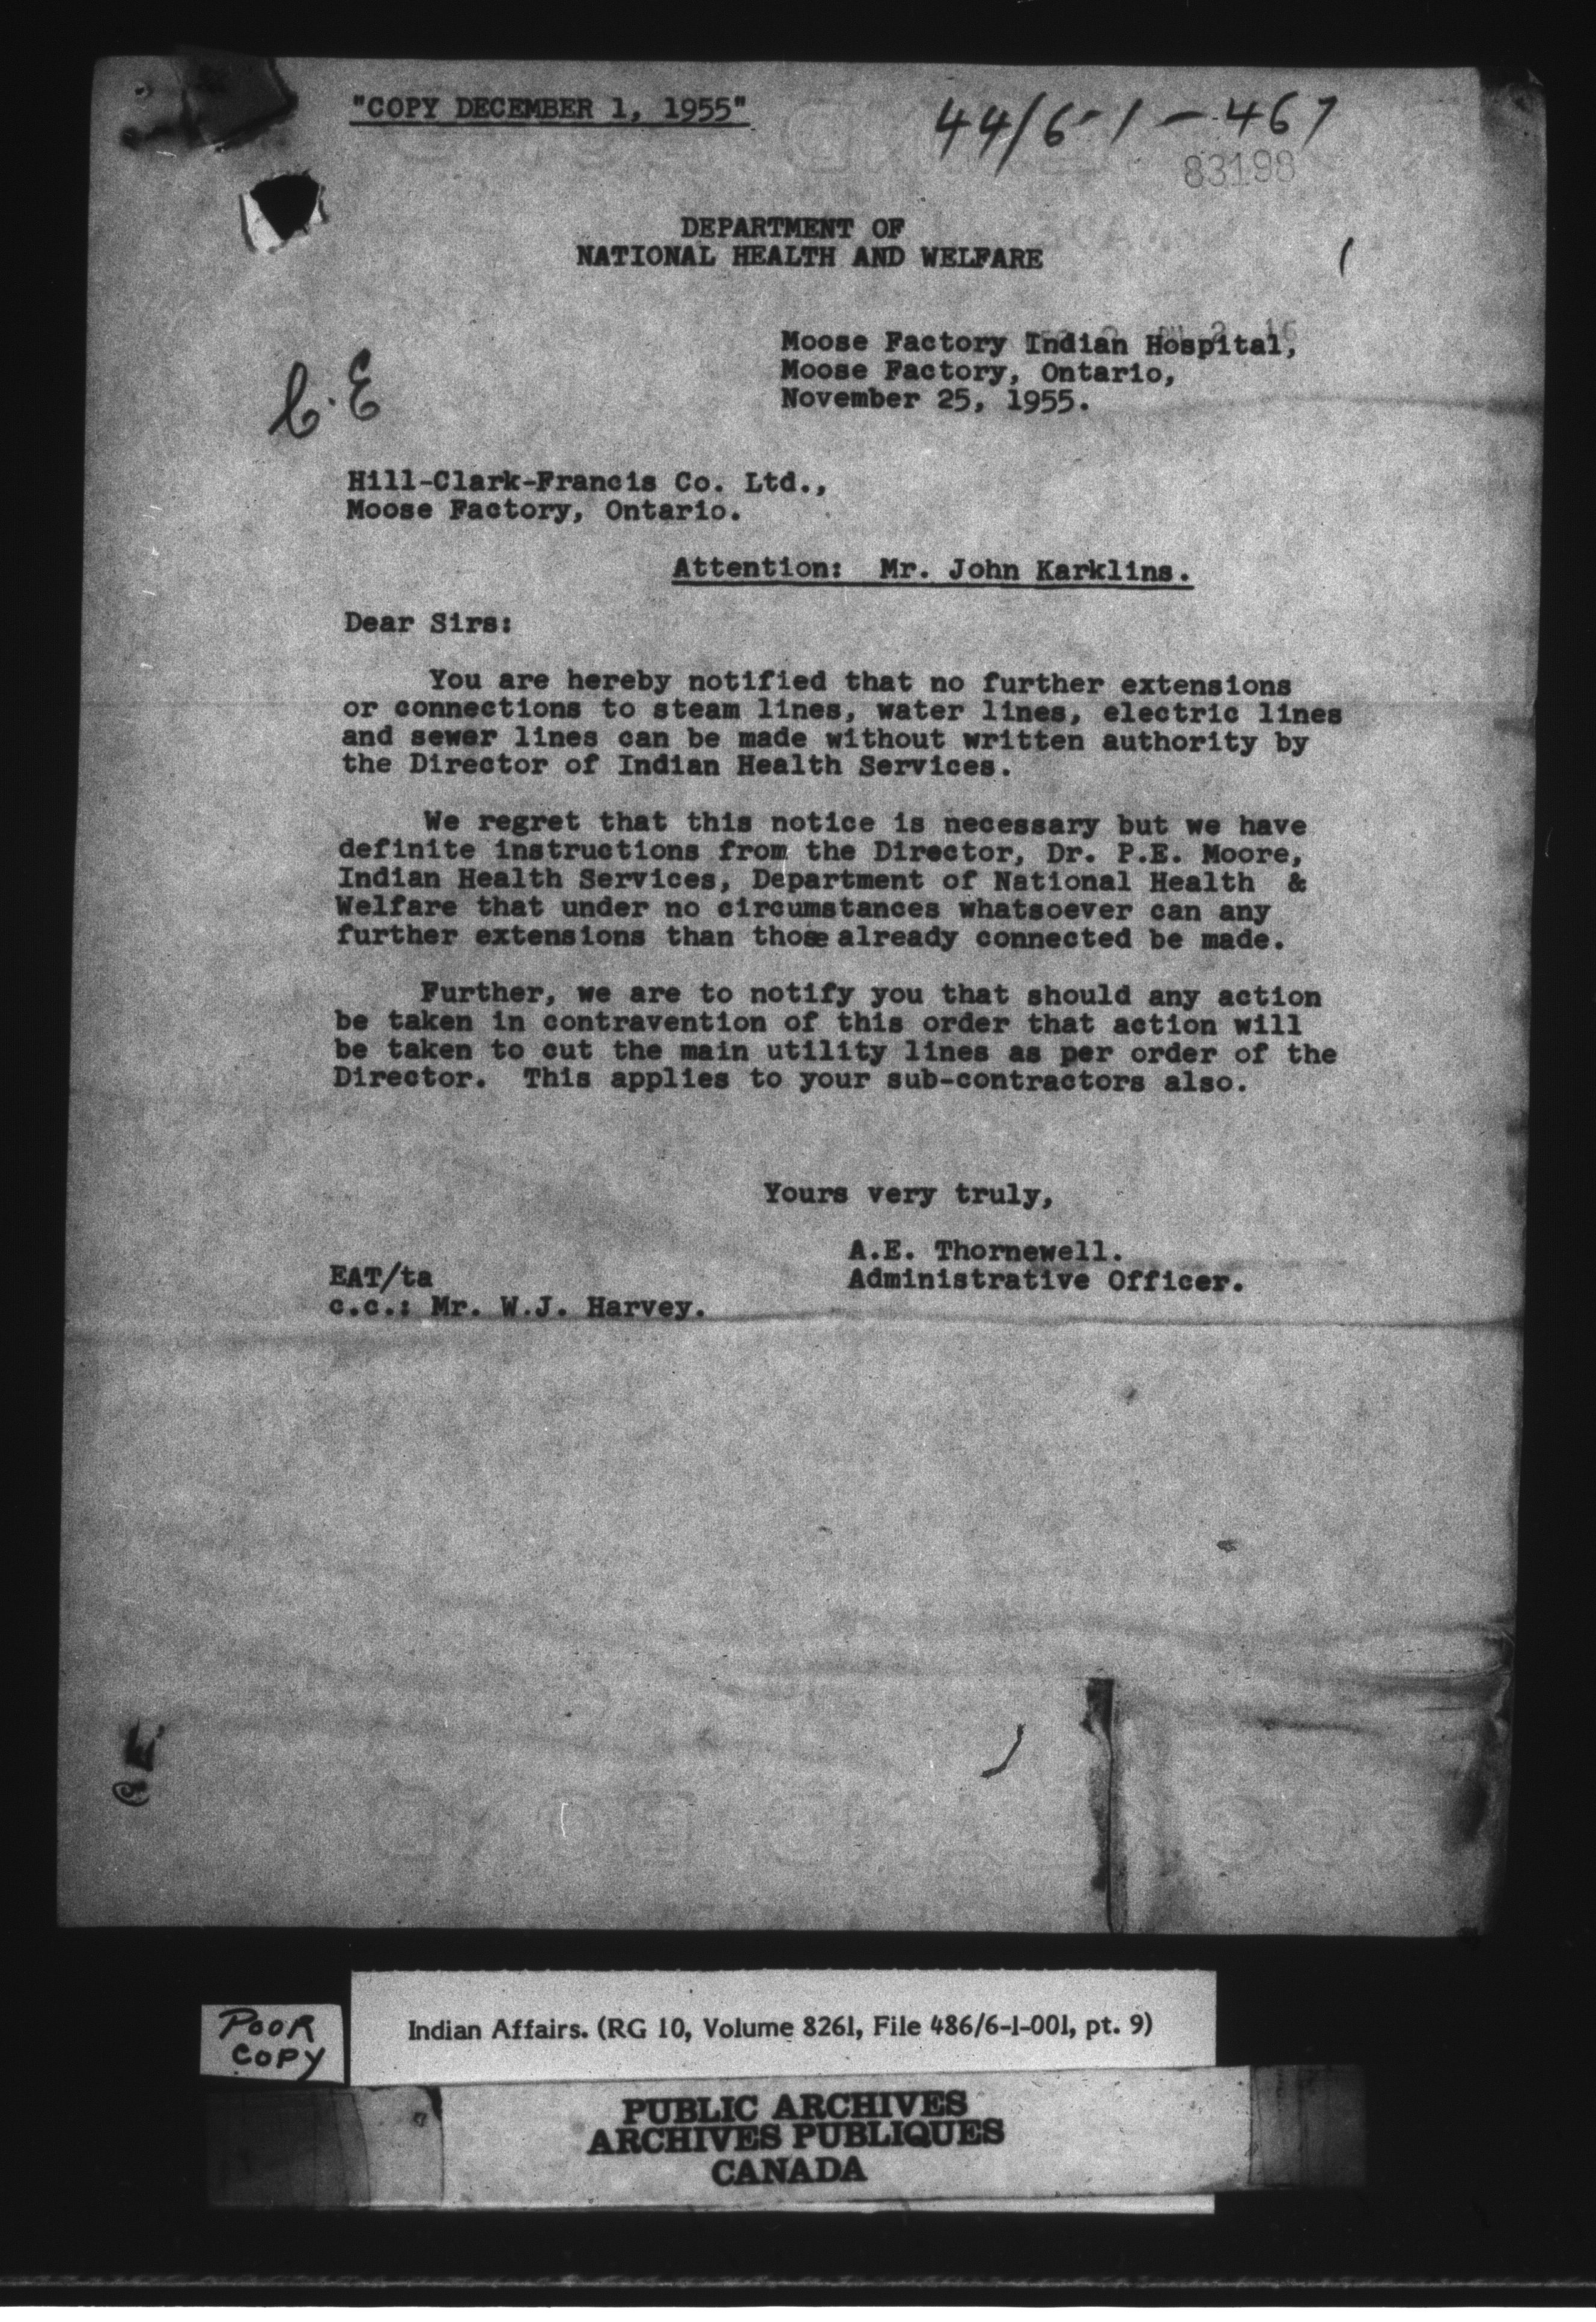 "COPY DECEMBER 1, 1955"
44/6-1-467
83198
DEPARTMENT OF
NATIONAL HEALTH AND WELFARE
Moose Factory Indian Hospital,
Moose Factory, Ontario,
November 25, 1955.
C.E
Hill-Clark-Francis Co. Ltd.,
Moose Factory, Ontario.
Attention: Mr. John Karklins.
Dear Sirs:
You are hereby notified that no further extensions
or connections to steam lines, water lines, electric lines
and sewer lines can be made without written authority by
the Director of Indian Health Services.
We regret that this notice is necessary but we have
definite instructions from the Director, Dr. P.E. Moore,
Indian Health Services, Department of National Health &
Welfare that under no circumstances whatsoever can any
further extensions than those already connected be made.
Further, we are to notify you that should any action
be taken in contravention of this order that action will
be taken to cut the main utility lines as per order of the
Director. This applies to your sub-contractors also.
Yours very truly,
A.E. Thornewell.
Administrative Officer.
EAT/ta
c.c.: Mr. W.J. Harvey.
POOR
COPY
Indian Affairs. (RG 10, Volume 8261, File 486/6-1-001, pt. 9)
PUBLIC ARCHIVES
ARCHIVES PUBLIQUES
CANADA